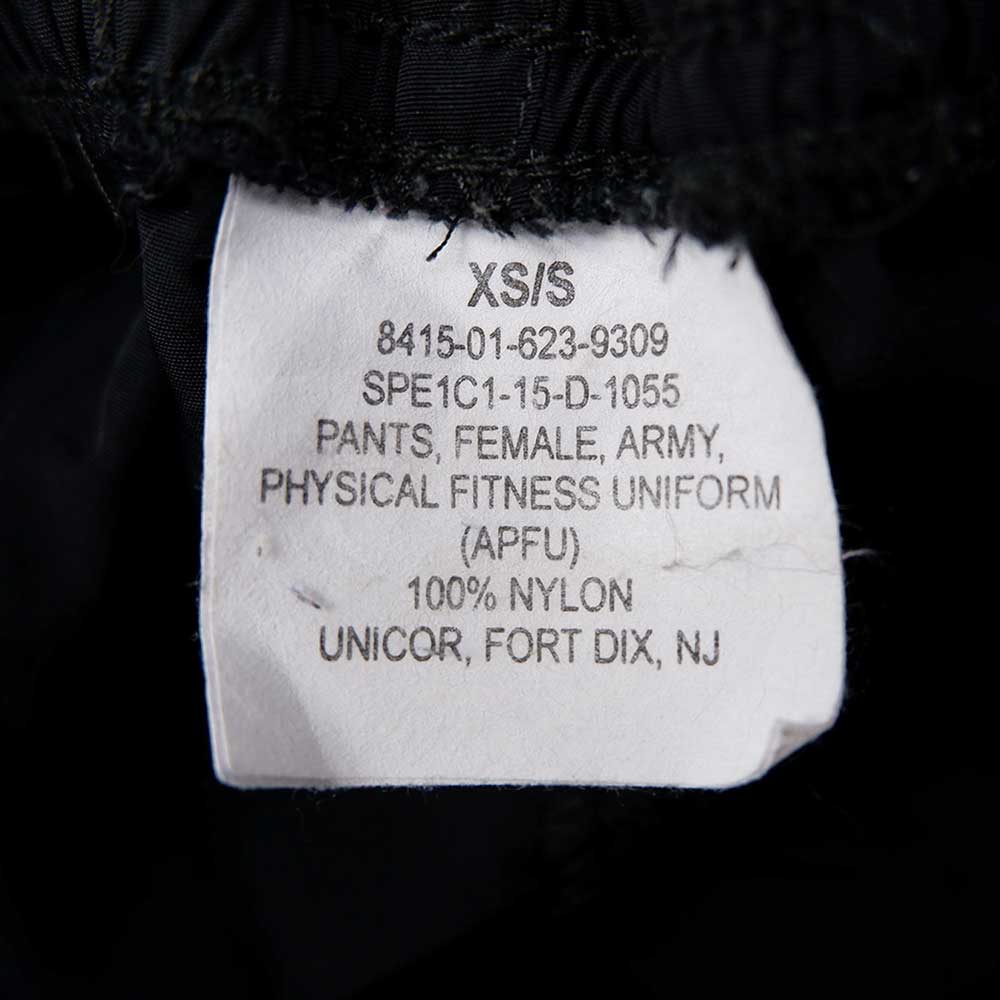 XS/S
8415-01-623-9309
SPE1C1-15-D-1055
PANTS, FEMALE, ARMY,
PHYSICAL FITNESS UNIFORM
(APFU)
100% NYLON
UNICOR, FORT DIX, NJ